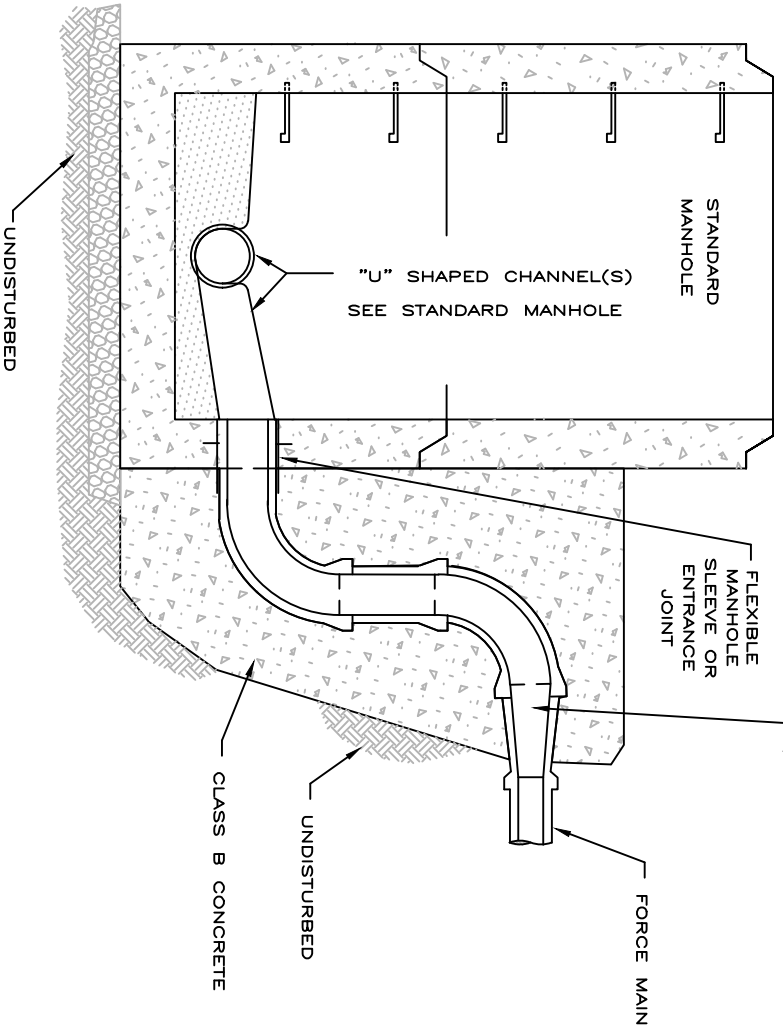 STANDARD
MANHOLE
"U" SHAPED CHANNEL(S)
SEE STANDARD MANHOLE
UNDISTURBED
FLEXIBLE
MANHOLE
SLEEVE OR
ENTRANCE
JOINT
CLASS B CONCRETE
UNDISTURBED
FORCE MAIN